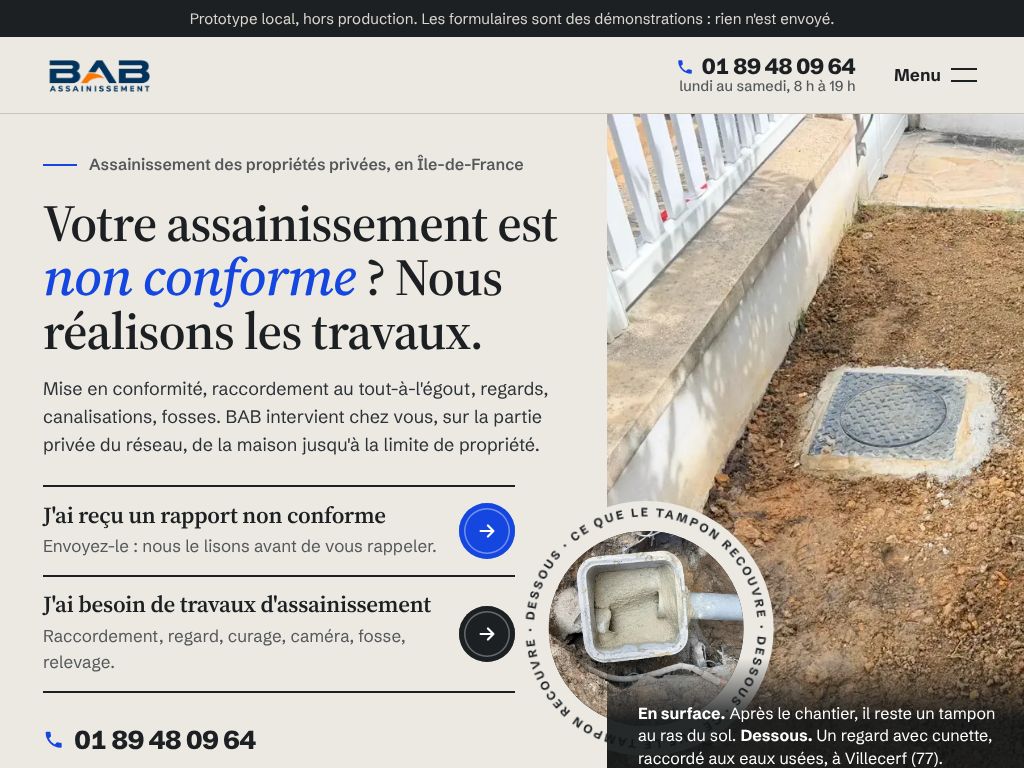 Prototype local, hors production. Les formulaires sont des démonstrations : rien n'est envoyé.
BAB
ASSAINISSEMENT
01 89 48 09 64
lundi au samedi, 8 h à 19 h
Menu
Assainissement des propriétés privées, en Île-de-France
Votre assainissement est
non conforme ? Nous
réalisons les travaux.
Mise en conformité, raccordement au tout-à-l'égout, regards,
canalisations, fosses. BAB intervient chez vous, sur la partie
privée du réseau, de la maison jusqu'à la limite de propriété.
J'ai reçu un rapport non conforme
Envoyez-le : nous le lisons avant de vous rappeler.
J'ai besoin de travaux d'assainissement
Raccordement, regard, curage, caméra, fosse,
relevage.
01 89 48 09 64
DESSOUS · CE QUE LE TAMPON RECOUVRE · DESSOUS
LE TAMPON RECOUVRE ·
En surface. Après le chantier, il reste un tampon
au ras du sol. Dessous. Un regard avec cunette,
raccordé aux eaux usées, à Villecerf (77).